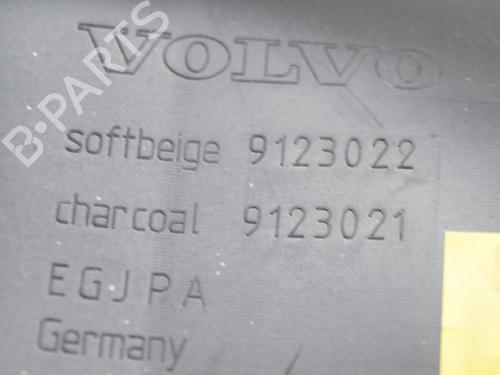 VOLVO
B-PARTS
softbeige 9123022
charcoal 9123021
EGJPA
Germany